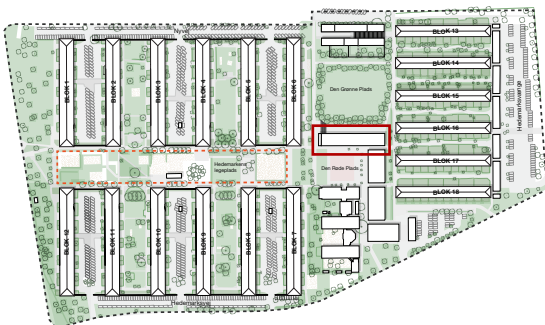 Nyvej
BLOK 1
BLOK 2
BLOK 3
BLOK 4
BLOK 5
BLOK 6
BLOK 13
BLOK 14
BLOK 15
BLOK 16
BLOK 17
BLOK 18
Den Grønne Plads
Den Røde Plads
Hedemarkens
legeplads
BLOK 12
BLOK 11
BLOK 10
BLOK 9
BLOK 8
BLOK 7